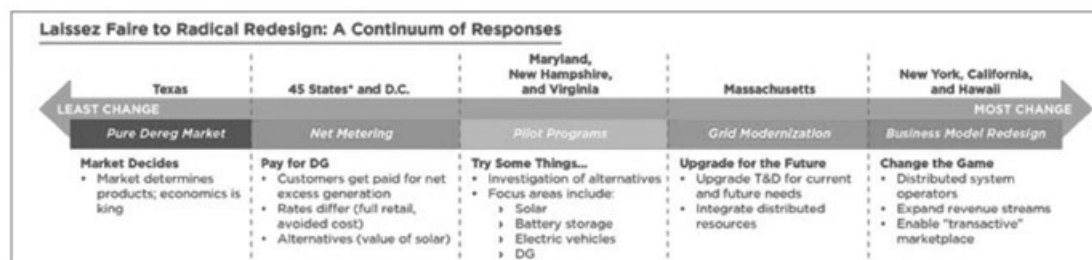 Laissez Faire to Radical Redesign: A Continuum of Responses
Texas
45 States* and D.C.
Maryland,
New Hampshire,
and Virginia
Massachusetts
New York, California,
and Hawaii
LEAST CHANGE
MOST CHANGE
Pure Dereg Market
Net Metering
Pilot Programs
Grid Modernization
Business Model Redesign
Market Decides
• Market determines
products; economics is
king
Pay for DG
• Customers get paid for net
excess generation
• Rates differ (full retail,
avoided cost)
• Alternatives (value of solar)
Try Some Things...
• Investigation of alternatives
• Focus areas include:
› Solar
› Battery storage
› Electric vehicles
› DG
Upgrade for the Future
• Upgrade T&D for current
and future needs
• Integrate distributed
resources
Change the Game
• Distributed system
operators
• Expand revenue streams
• Enable "transactive"
marketplace